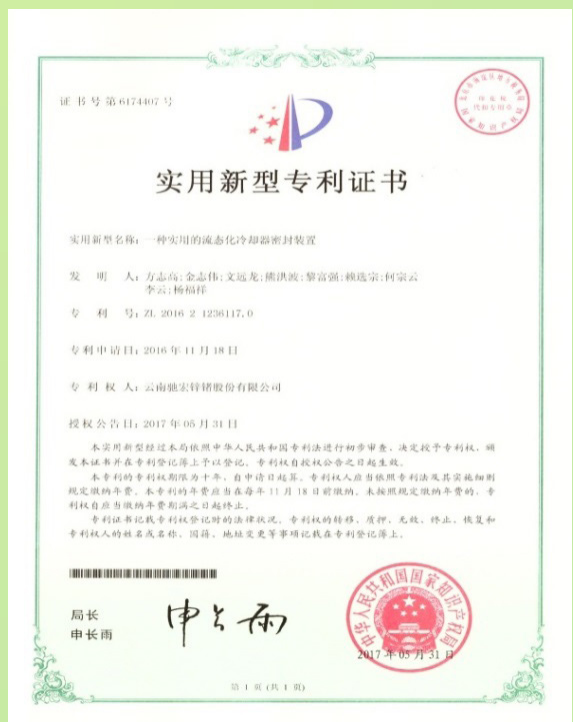 证书号第6174407号
实用新型专利证书
实用新型名称：一种实用的流态化冷却器密封装置
发 明 人：方志高;金志伟;文远龙;熊洪波;黎富强;赖选宗;何宗云
李云;杨福祥
专 利 号：ZL 2016 2 1236117.0
专利申请日：2016年11月18日
专 利 权 人：云南驰宏锌锗股份有限公司
授权公告日：2017年05月31日
本实用新型经过本局依照中华人民共和国专利法进行初步审查，决定授予专利权，颁
发本证书并在专利登记簿上予以登记，专利权自授权公告之日起生效。
本专利的专利权期限为十年，自申请日起算。专利权人应当依照专利法及其实施细则
规定缴纳年费。本专利的年费应当在每年11月18日前缴纳。未按照规定缴纳年费的，专
利权自应当缴纳年费期满之日起终止。
专利证书记载专利权登记时的法律状况。专利权的转移、质押、无效、终止、恢复和
专利权人的姓名或名称、国籍、地址变更等事项记载在专利登记簿上。
局长
申长雨
申长雨
中华人民共和国国家知识产权局
2017年05月31日
第1页(共1页)